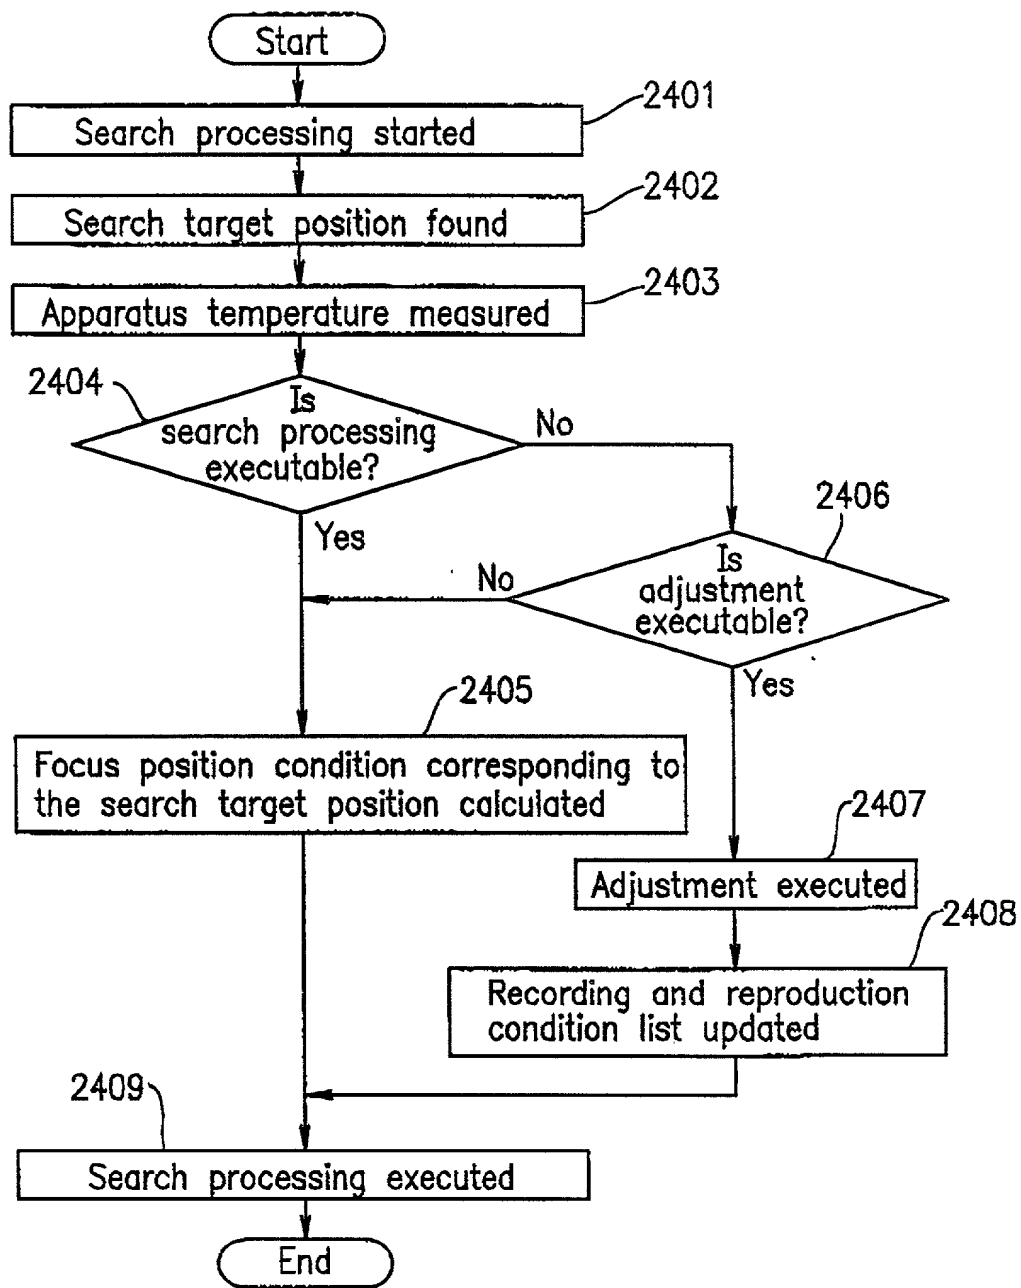 Start
2401
Search processing started
2402
Search target position found
2403
Apparatus temperature measured
2404
Is
search processing
executable?
No
Yes
2406
Is
adjustment
executable?
No
Yes
2405
Focus position condition corresponding to
the search target position calculated
2407
Adjustment executed
2408
Recording and reproduction
condition list updated
2409
Search processing executed
End